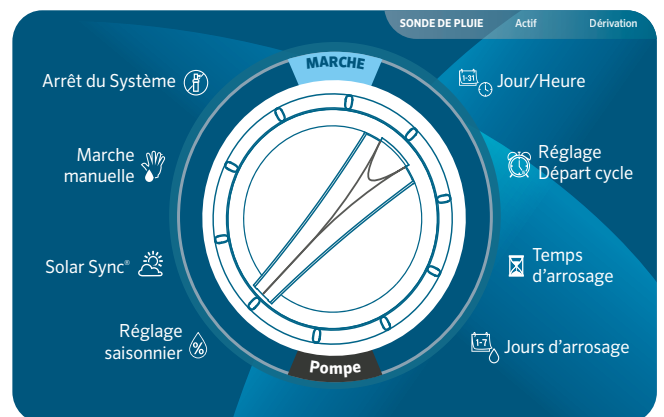 SONDE DE PLUIE Actif Dérivation
MARCHE
Arrêt du Système
Jour/Heure
Marche
manuelle
Réglage
Départ cycle
Solar Sync®
Temps
d'arrosage
Réglage
saisonnier
Jours d'arrosage
Pompe
1-31
1-7
%